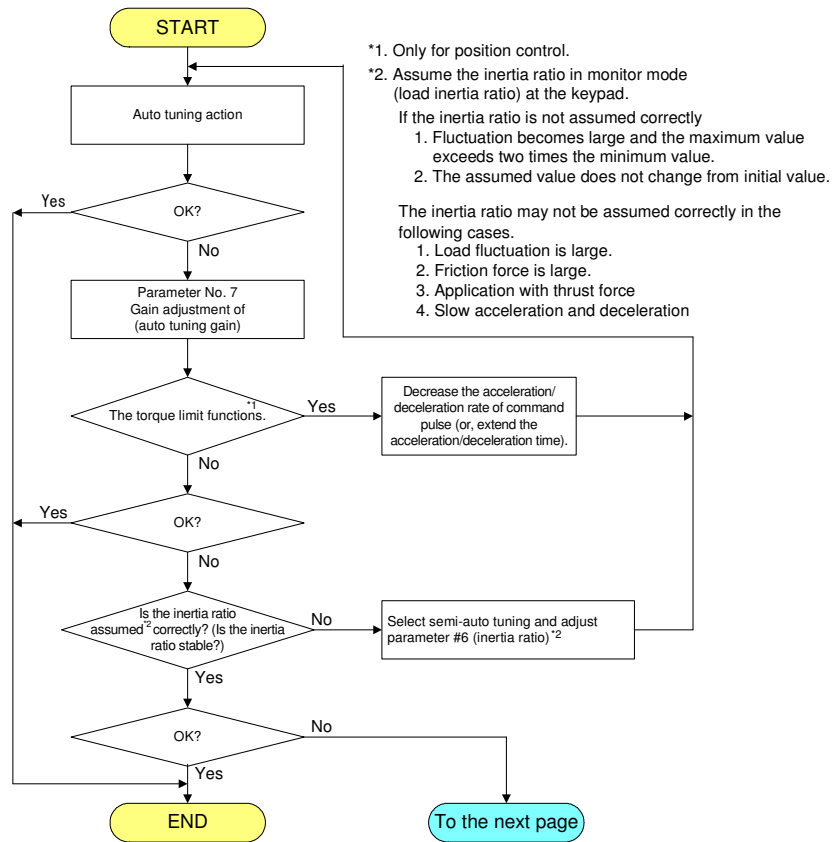 START
*1. Only for position control.
*2. Assume the inertia ratio in monitor mode
(load inertia ratio) at the keypad.
If the inertia ratio is not assumed correctly
1. Fluctuation becomes large and the maximum value
exceeds two times the minimum value.
2. The assumed value does not change from initial value.
The inertia ratio may not be assumed correctly in the
following cases.
1. Load fluctuation is large.
2. Friction force is large.
3. Application with thrust force
4. Slow acceleration and deceleration
Auto tuning action
Yes
OK?
No
Parameter No. 7
Gain adjustment of
(auto tuning gain)
The torque limit functions.*1
Yes
Decrease the acceleration/
deceleration rate of command
pulse (or, extend the
acceleration/deceleration time).
No
Yes
OK?
No
Is the inertia ratio
assumed*2 correctly? (Is the inertia
ratio stable?)
No
Select semi-auto tuning and adjust
parameter #6 (inertia ratio)*2
Yes
OK?
No
Yes
END
To the next page